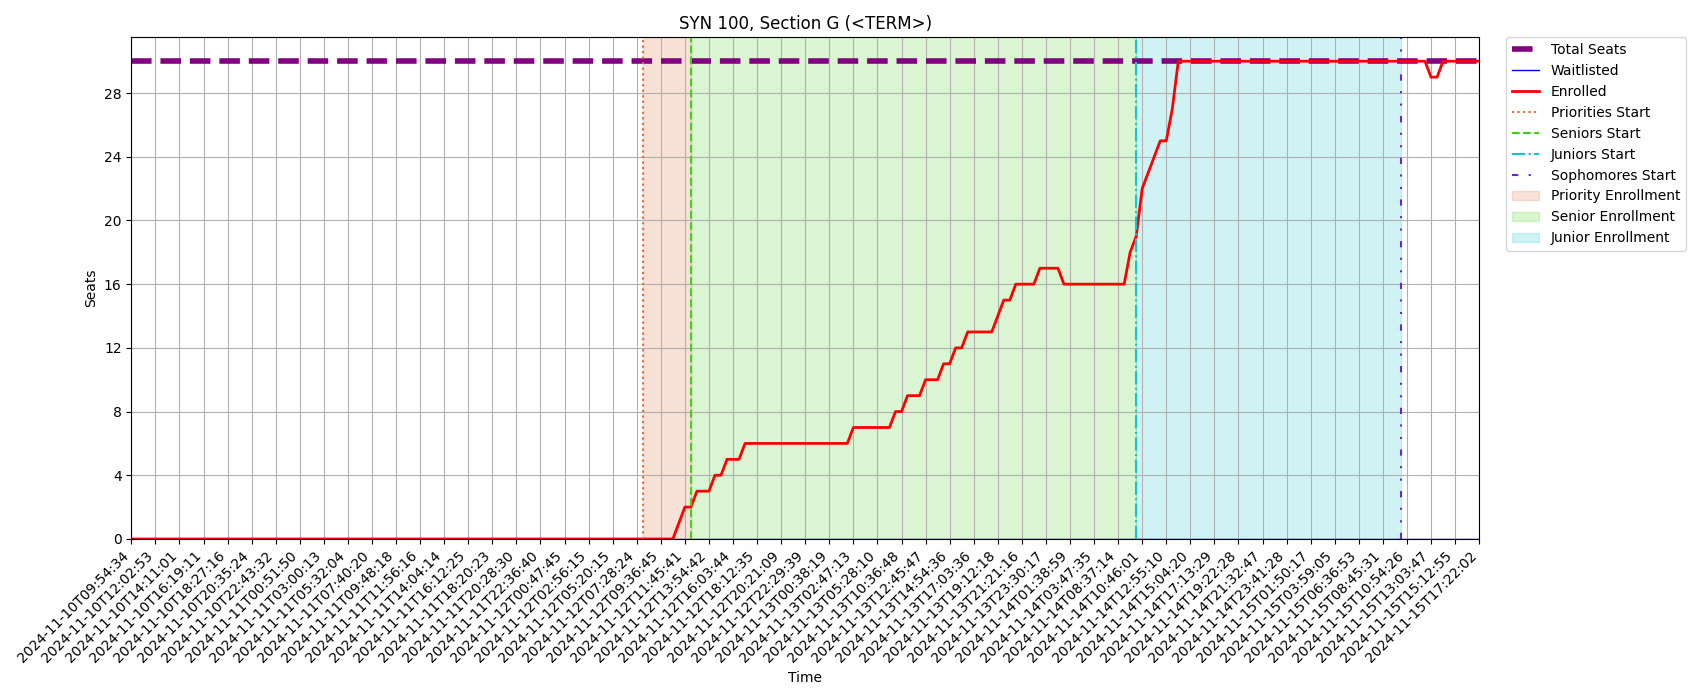 SYN 100, Section G (<TERM>)
Seats
28
24
20
16
12
8
4
0
2024-11-10T09:54:34
2024-11-10T12:02:53
2024-11-10T14:11:01
2024-11-10T16:19:11
2024-11-10T18:27:16
2024-11-10T20:35:24
2024-11-10T22:43:32
2024-11-11T00:51:50
2024-11-11T03:00:13
2024-11-11T05:32:04
2024-11-11T07:40:20
2024-11-11T09:48:18
2024-11-11T11:56:16
2024-11-11T14:04:14
2024-11-11T16:12:25
2024-11-11T18:20:23
2024-11-11T20:28:30
2024-11-11T22:36:40
2024-11-12T00:47:45
2024-11-12T02:56:15
2024-11-12T05:20:15
2024-11-12T07:28:24
2024-11-12T09:36:45
2024-11-12T11:45:41
2024-11-12T13:54:42
2024-11-12T16:03:44
2024-11-12T18:12:35
2024-11-12T20:21:09
2024-11-12T22:29:39
2024-11-13T00:38:19
2024-11-13T02:47:13
2024-11-13T05:28:10
2024-11-13T10:36:48
2024-11-13T12:45:47
2024-11-13T14:54:36
2024-11-13T17:03:36
2024-11-13T19:12:18
2024-11-13T21:21:16
2024-11-13T23:30:17
2024-11-14T01:38:59
2024-11-14T03:47:35
2024-11-14T08:37:14
2024-11-14T10:46:01
2024-11-14T12:55:10
2024-11-14T15:04:20
2024-11-14T17:13:29
2024-11-14T19:22:28
2024-11-14T21:32:47
2024-11-14T23:41:28
2024-11-15T01:50:17
2024-11-15T03:59:05
2024-11-15T06:36:53
2024-11-15T08:45:31
2024-11-15T10:54:26
2024-11-15T13:03:47
2024-11-15T15:12:55
2024-11-15T17:22:02
Time
Total Seats
Waitlisted
Enrolled
Priorities Start
Seniors Start
Juniors Start
Sophomores Start
Priority Enrollment
Senior Enrollment
Junior Enrollment